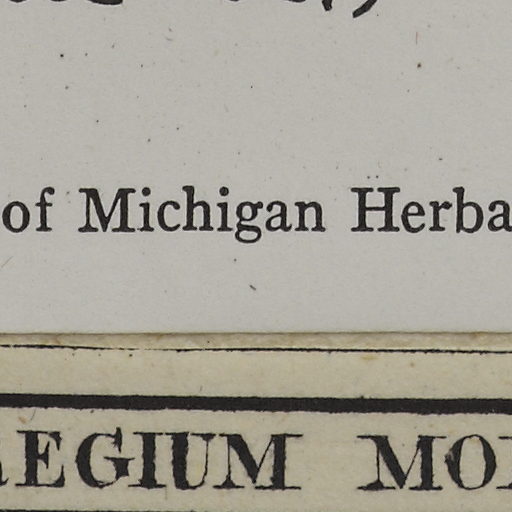 of Michigan Herba
AEGIUM MO